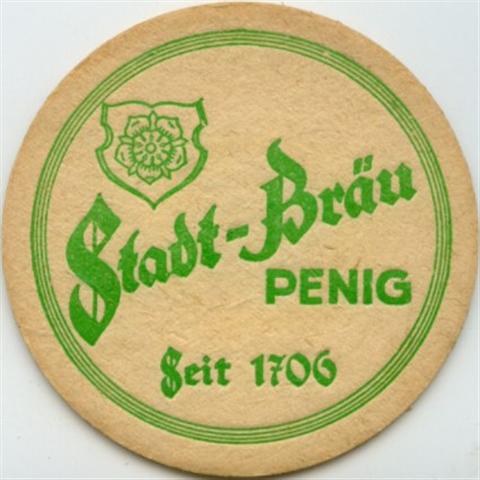 Stadt-Bräu
PENIG
Seit 1706